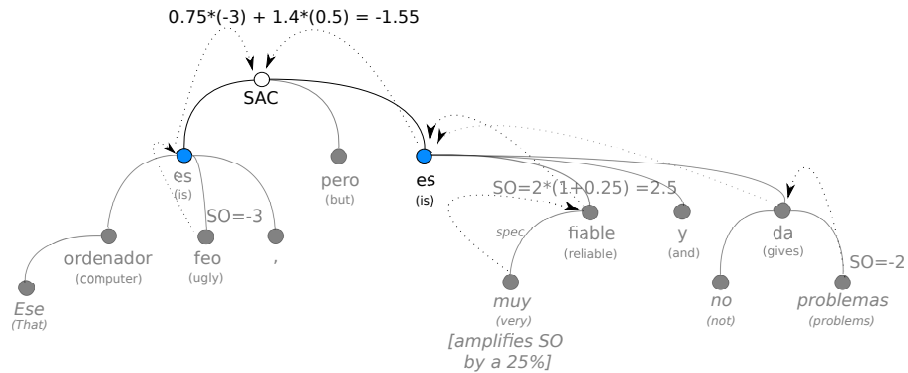 0.75*(-3) + 1.4*(0.5) = -1.55
SAC
es
(is)
pero
(but)
es
(is)
SO=2*(1+0.25) =2.5
SO=-3
spec
ordenador
(computer)
feo
(ugly)
,
fiable
(reliable)
y
(and)
da
(gives)
SO=-2
Ese
(That)
muy
(very)
[amplifies SO
by a 25%]
no
(not)
problemas
(problems)